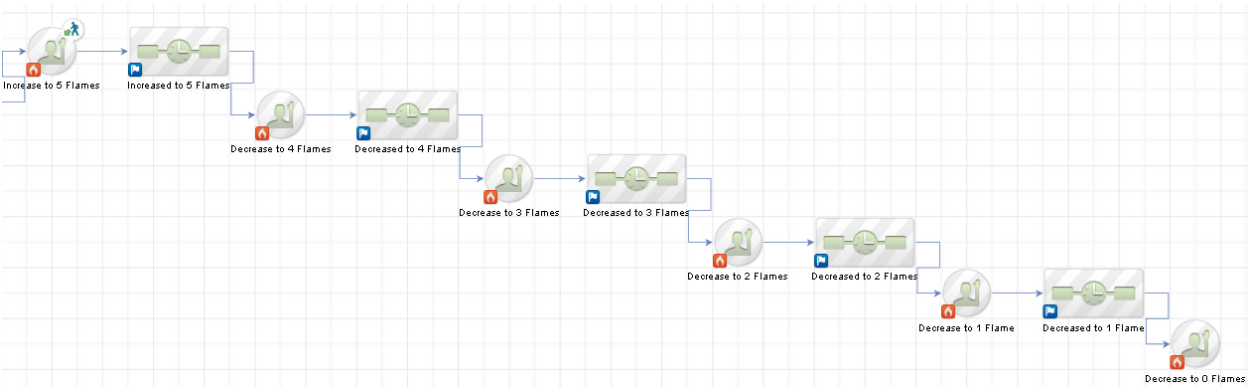 Increase to 5 Flames
Increased to 5 Flames
Decrease to 4 Flames
Decreased to 4 Flames
Decrease to 3 Flames
Decreased to 3 Flames
Decrease to 2 Flames
Decreased to 2 Flames
Decrease to 1 Flame
Decreased to 1 Flame
Decrease to 0 Flames